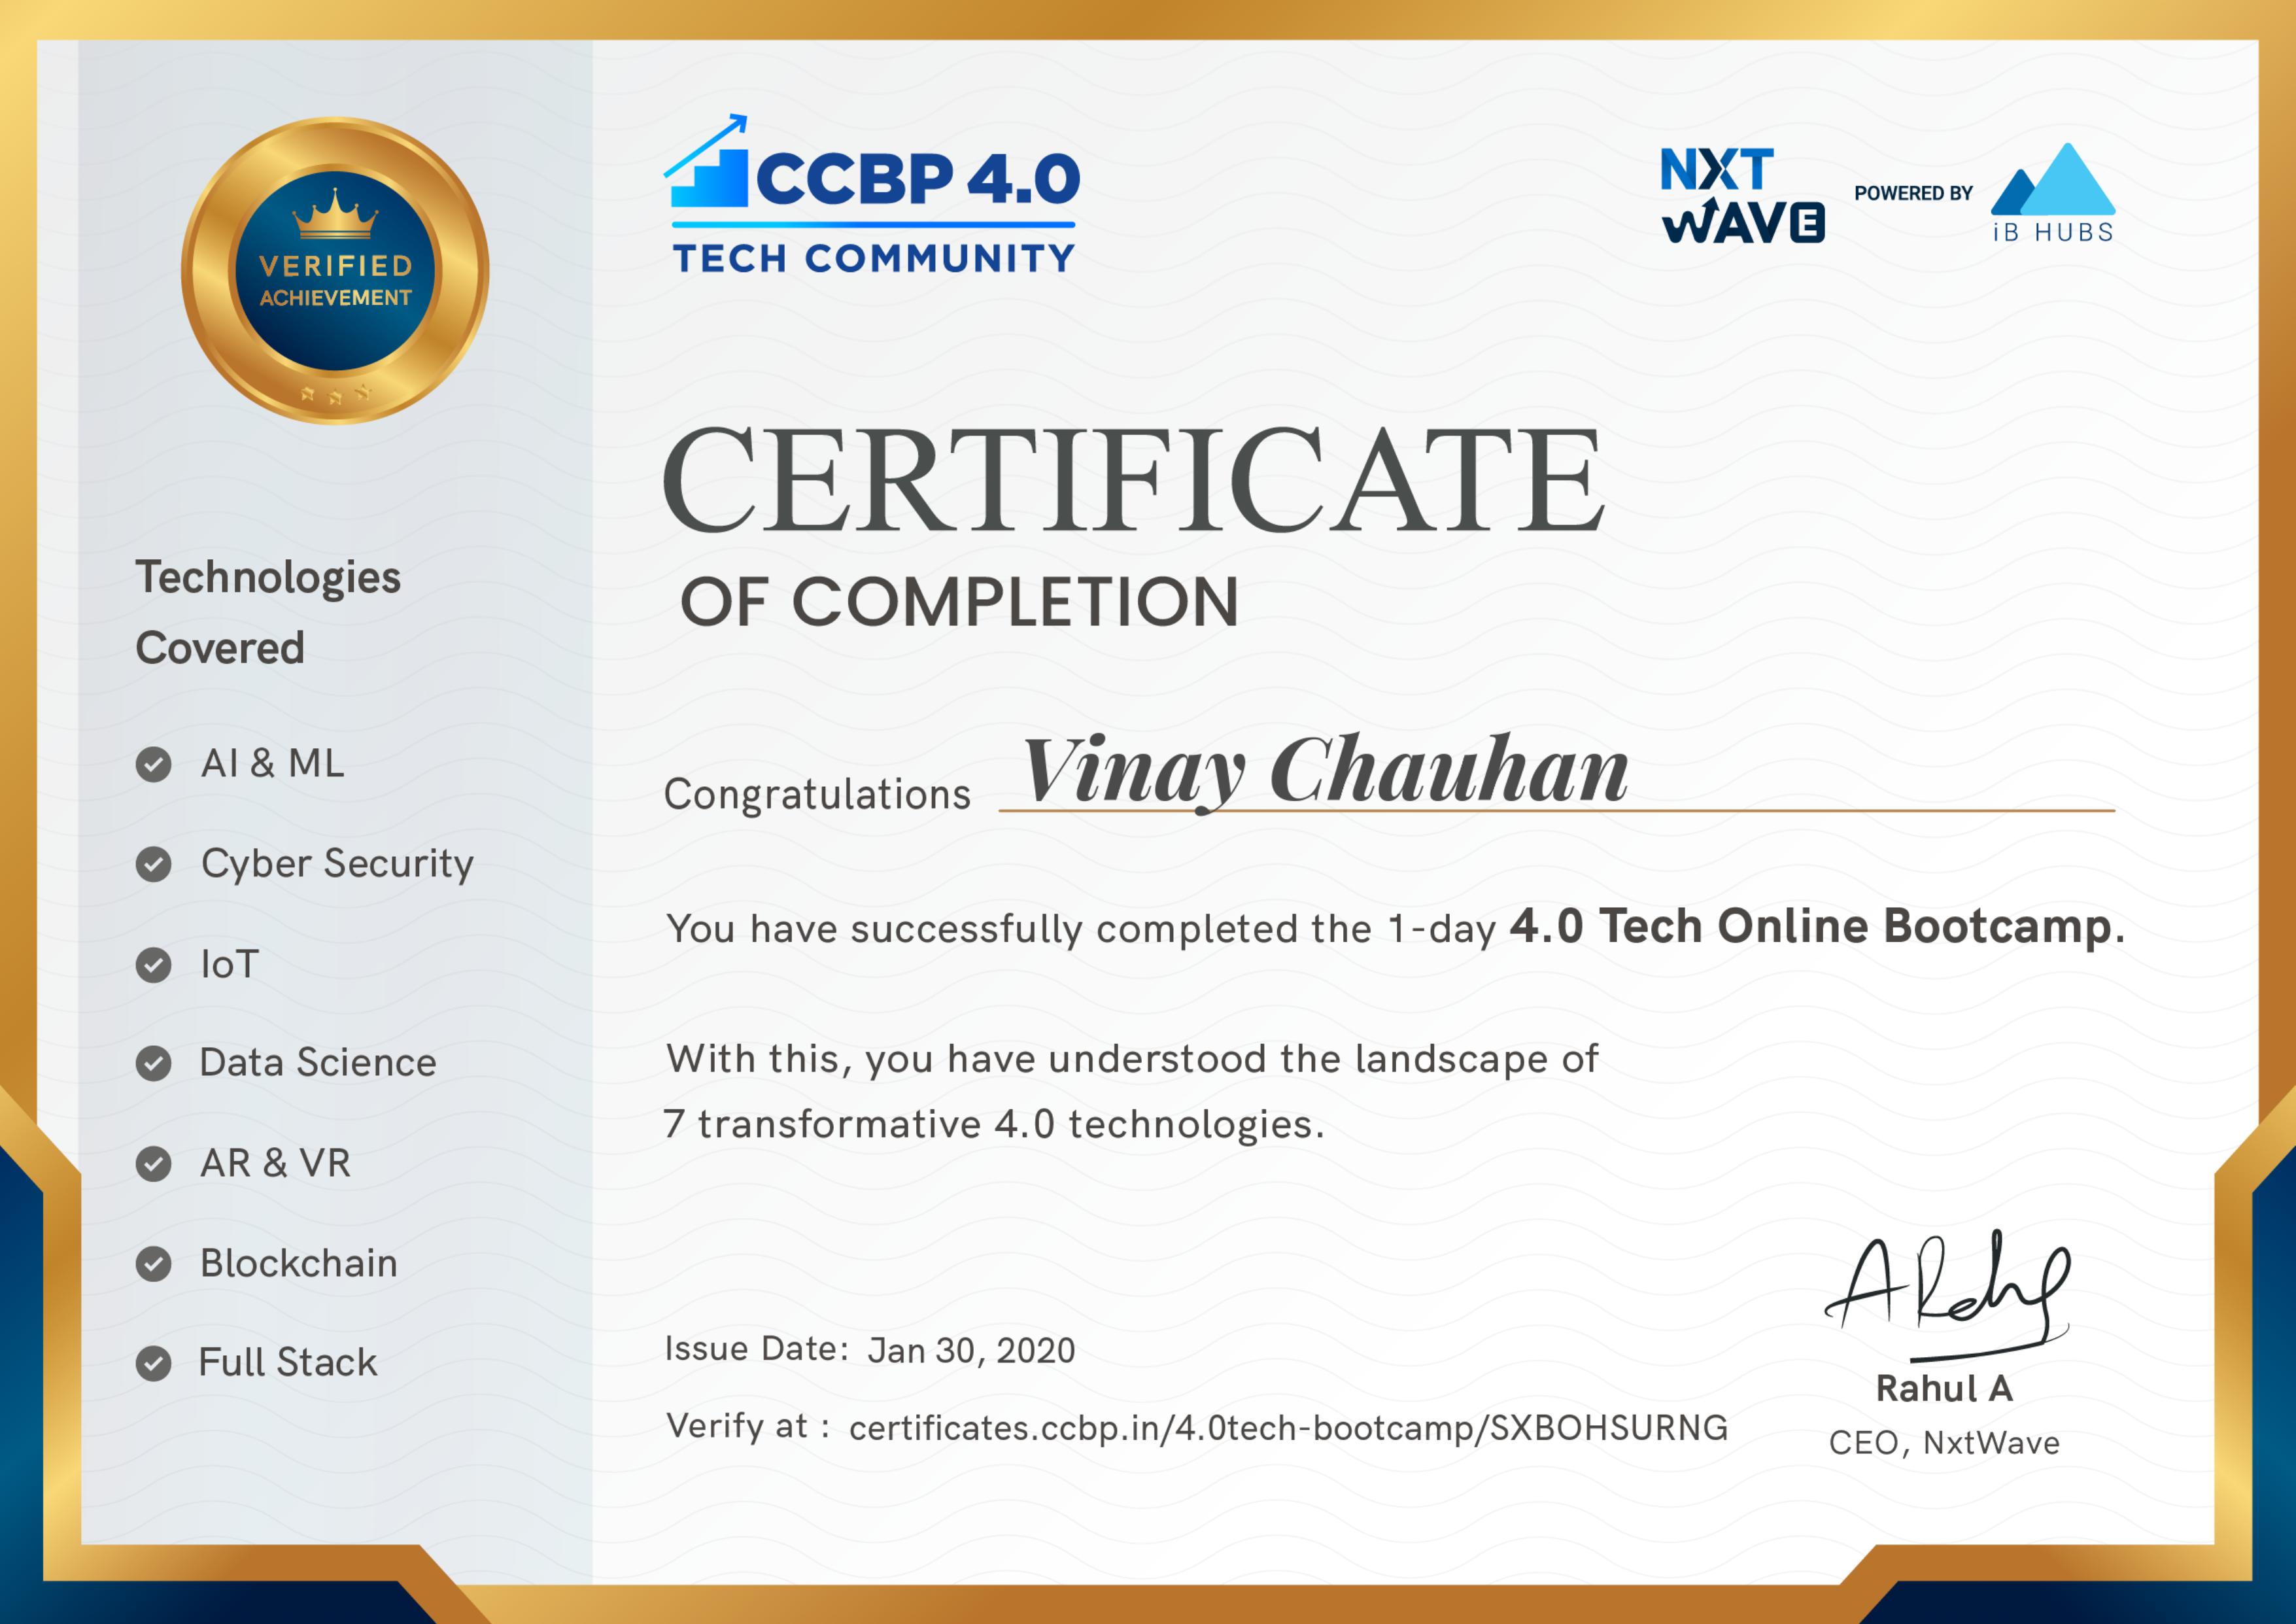 VERIFIED
ACHIEVEMENT
Technologies
Covered
AI & ML
Cyber Security
IoT
Data Science
AR & VR
Blockchain
Full Stack
CCBP 4.0
TECH COMMUNITY
NXT
WAVE
POWERED BY
iB HUBS
CERTIFICATE
OF COMPLETION
Congratulations Vinay Chauhan
You have successfully completed the 1-day 4.0 Tech Online Bootcamp.
With this, you have understood the landscape of
7 transformative 4.0 technologies.
Issue Date: Jan 30, 2020
Verify at : certificates.ccbp.in/4.0tech-bootcamp/SXBOHSURNG
Rahul A
CEO, NxtWave